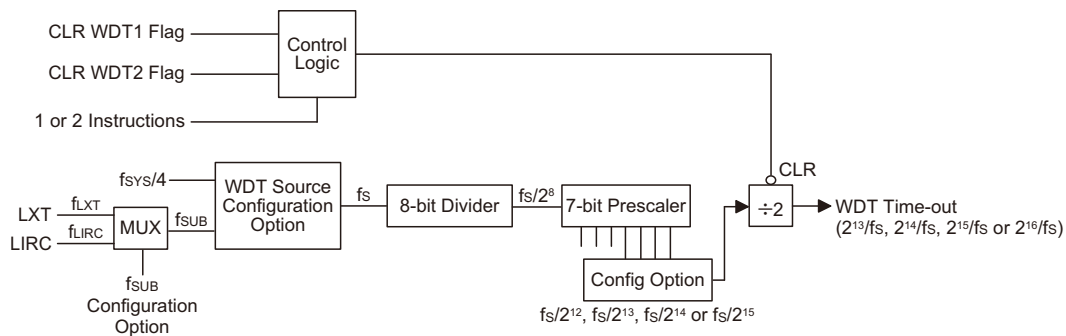 CLR WDT1 Flag
CLR WDT2 Flag
1 or 2 Instructions
Control
Logic
CLR
fSYS/4
LXT
fLXT
LIRC
fLIRC
MUX
fSUB
fSUB
Configuration
Option
WDT Source
Configuration
Option
fS
8-bit Divider
fS/2⁸
7-bit Prescaler
Config Option
fS/2¹², fS/2¹³, fS/2¹⁴ or fS/2¹⁵
÷2
WDT Time-out
(2¹³/fS, 2¹⁴/fS, 2¹⁵/fS or 2¹⁶/fS)